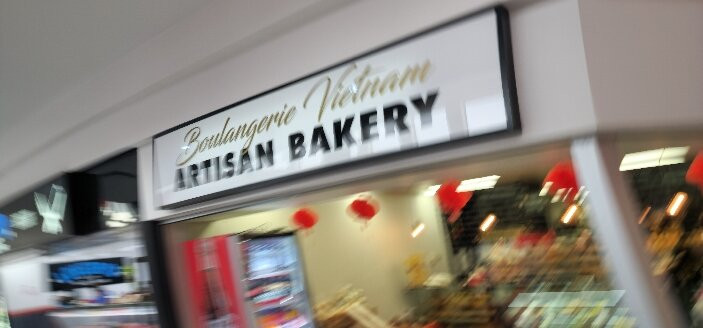 Boulangerie Vietnam
ARTISAN BAKERY